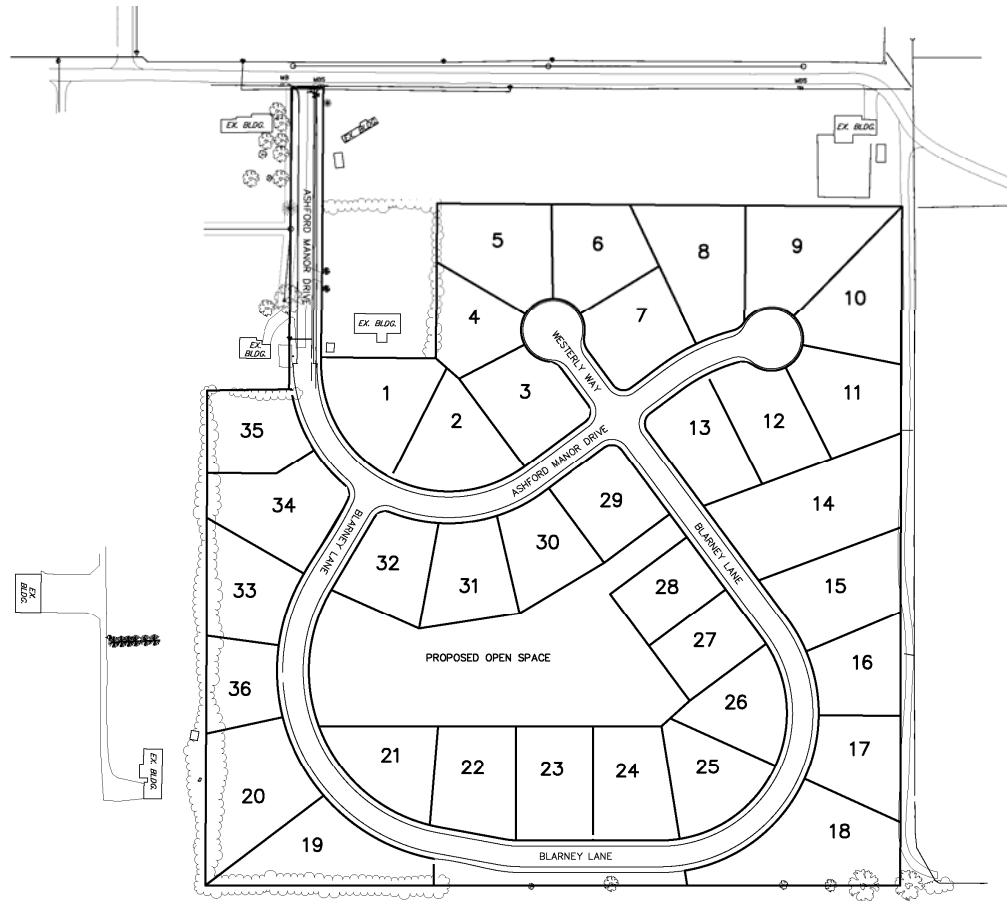 MB
MBS
MBS
EX. BLDG.
EX. BLDG.
EX. BLDG.
ASHFORD MANOR DRIVE
5
6
8
9
10
4
7
EX. BLDG.
EX.
BLDG.
WESTERLY WAY
1
3
2
11
12
13
35
ASHFORD MANOR DRIVE
34
29
14
BLARNEY LANE
BLARNEY LANE
30
32
31
28
15
33
EX.
BLDG.
27
PROPOSED OPEN SPACE
16
36
26
21
22
23
24
25
17
EX. BLDG.
20
19
18
BLARNEY LANE